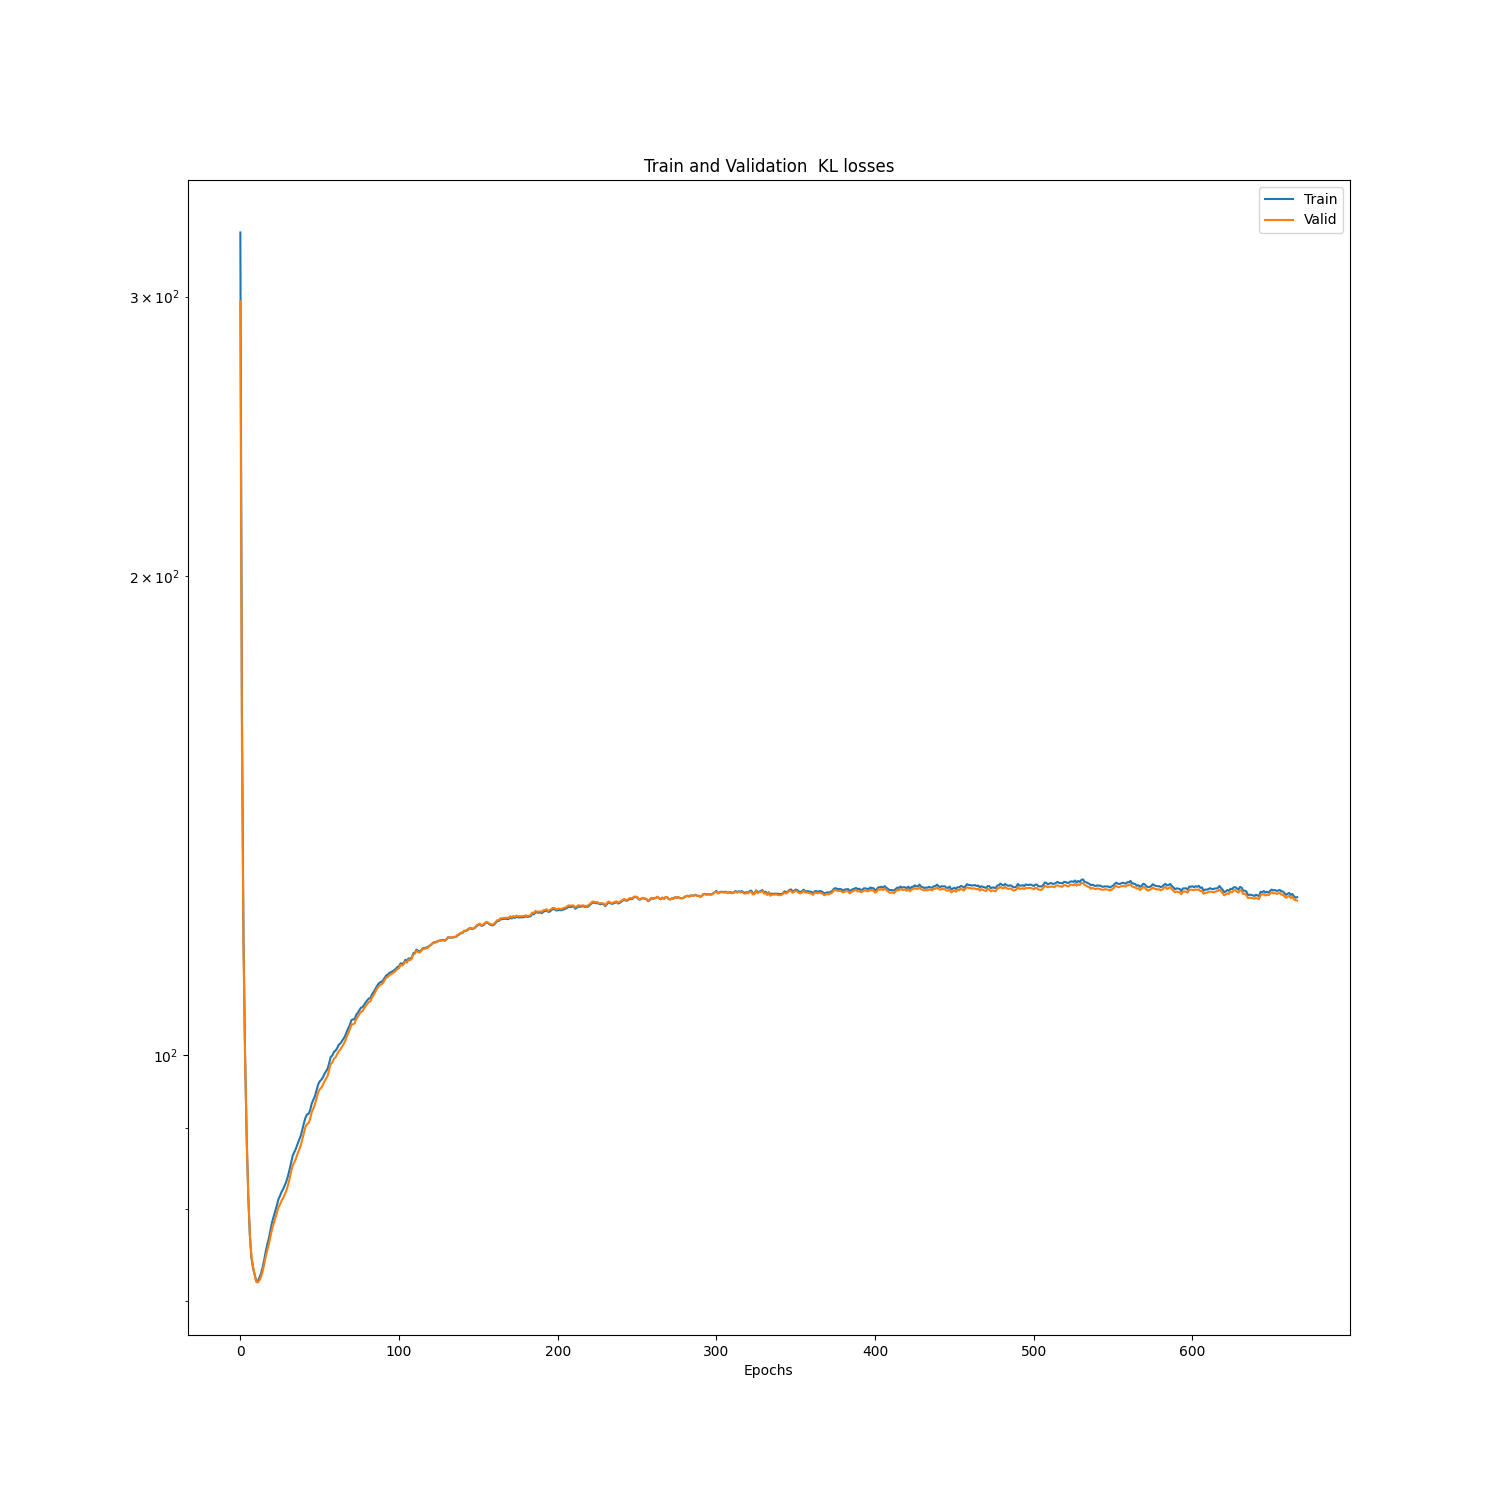 Train and Validation  KL losses
Train
Valid
3 × 10²
2 × 10²
10²
0 100 200 300 400 500 600
Epochs